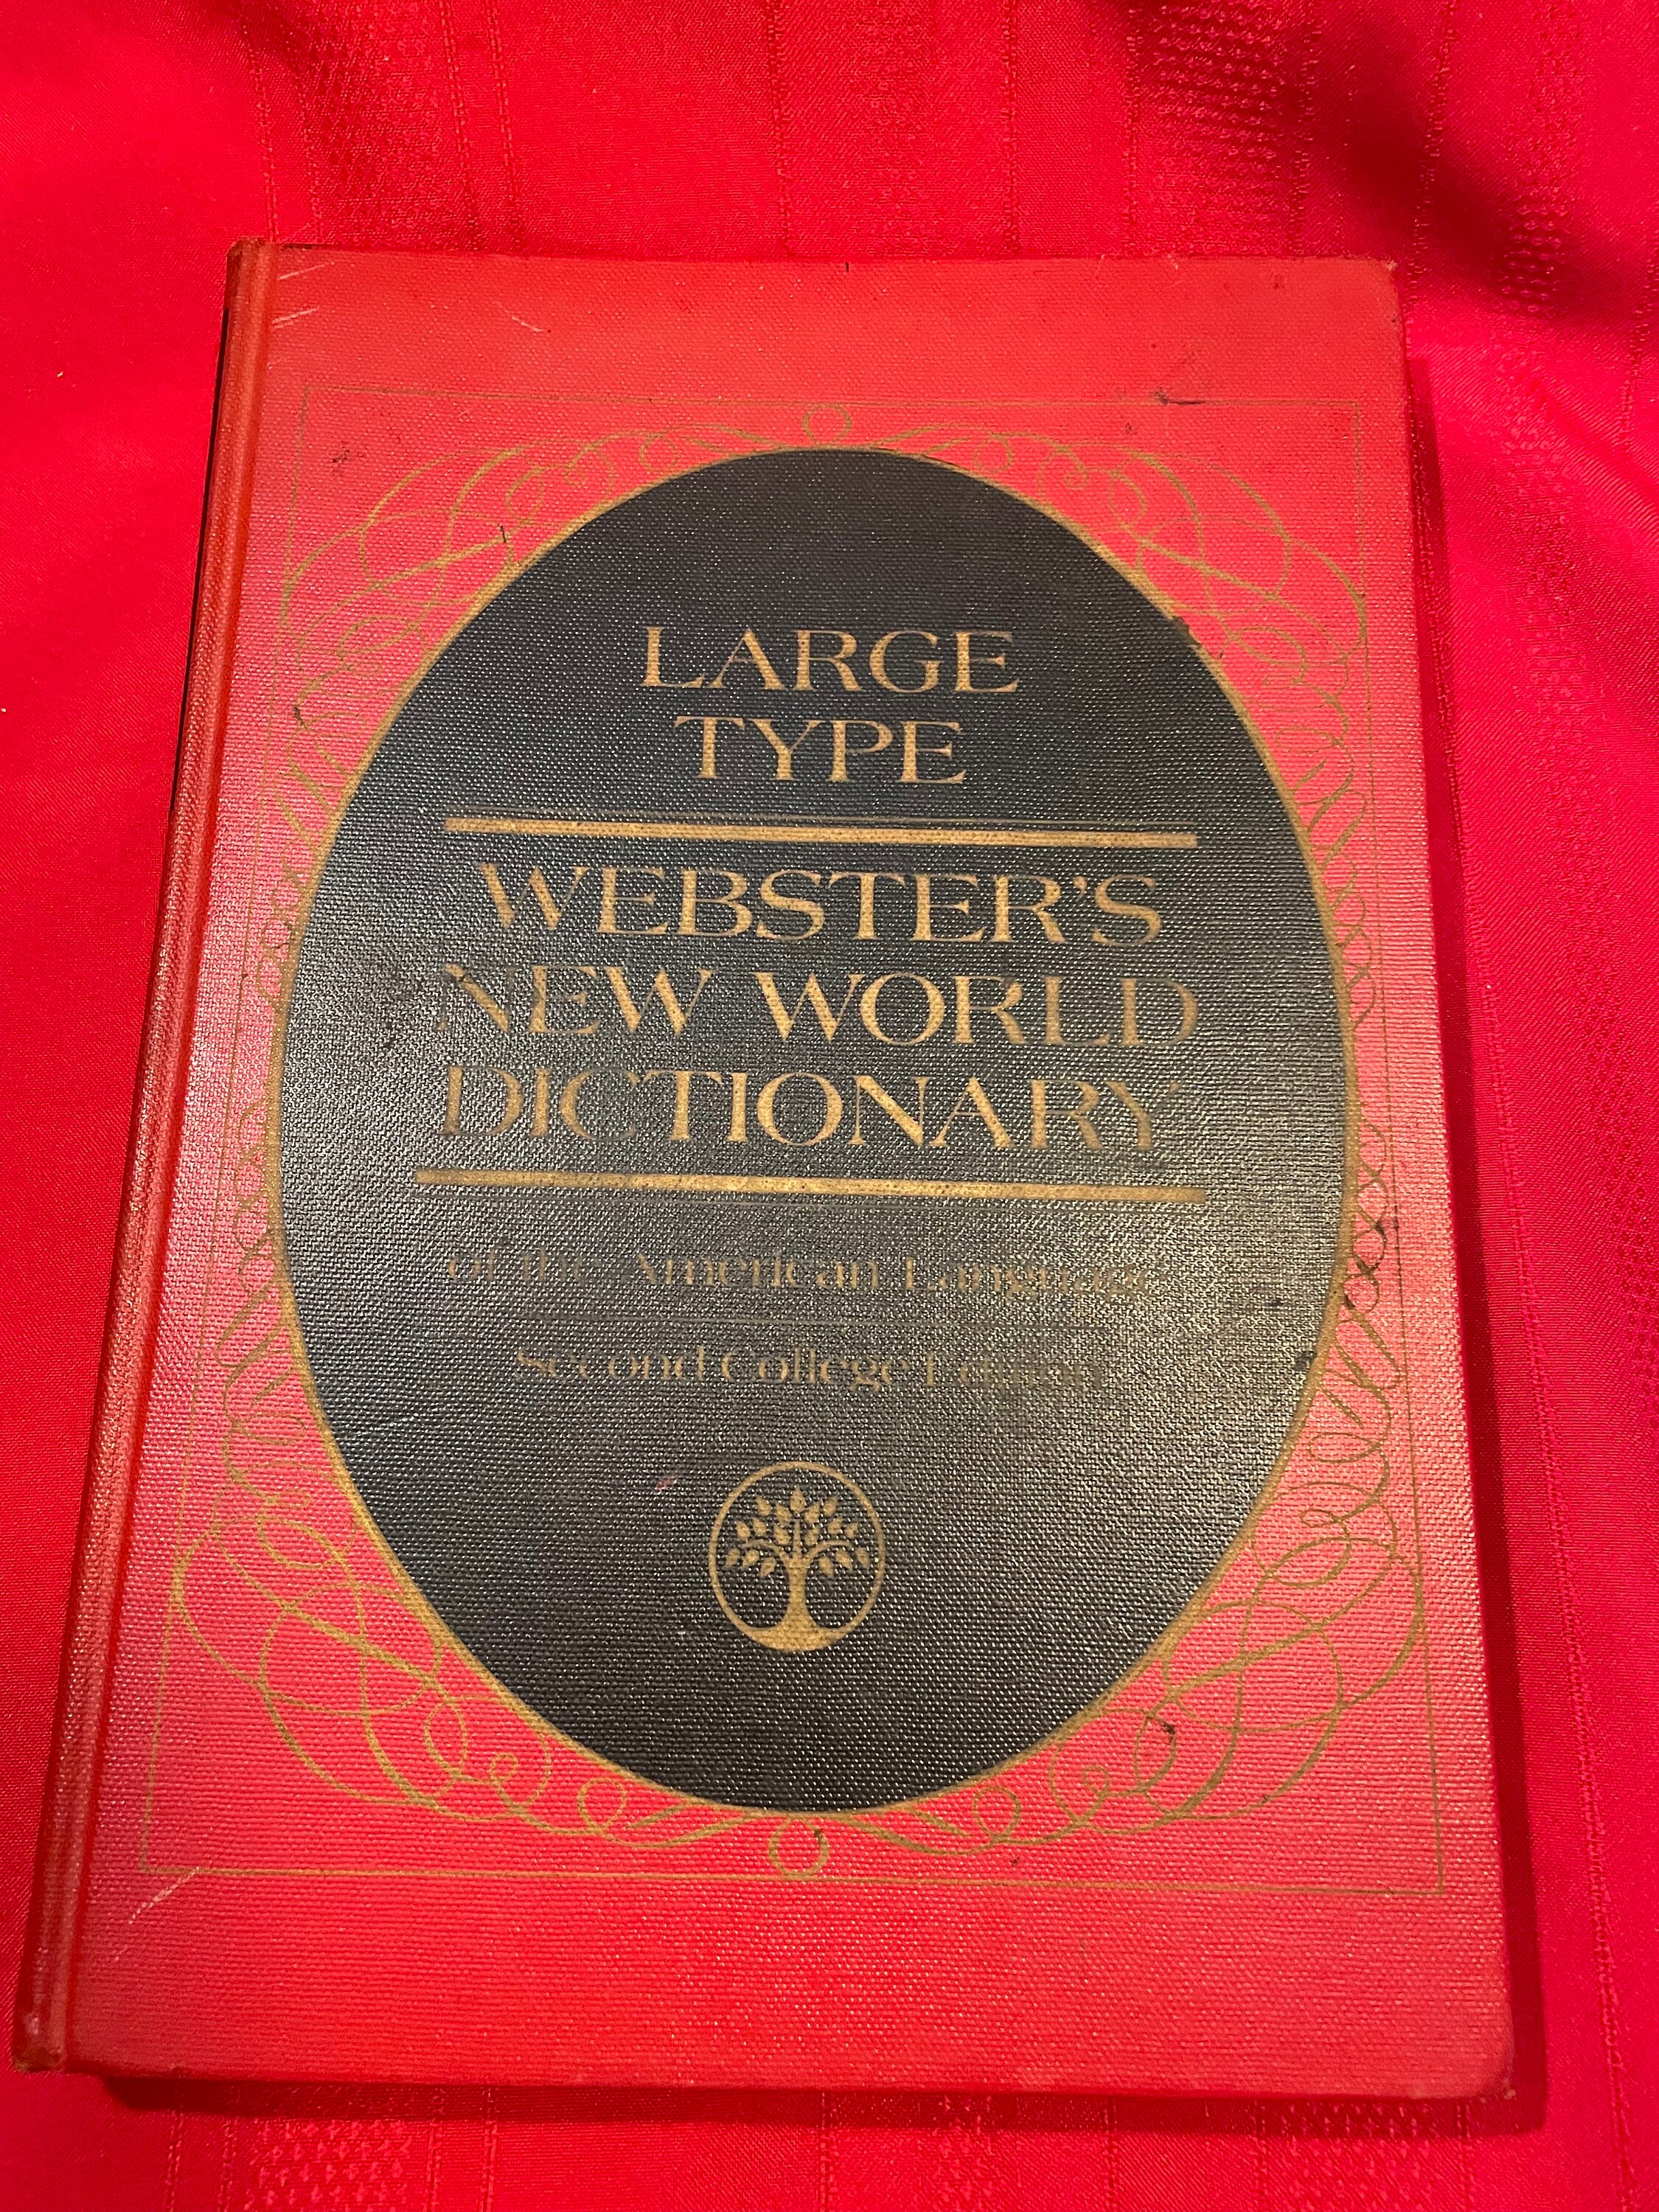 LARGE
TYPE
WEBSTER'S
NEW WORLD
DICTIONARY
of the American Language
Second College Edition